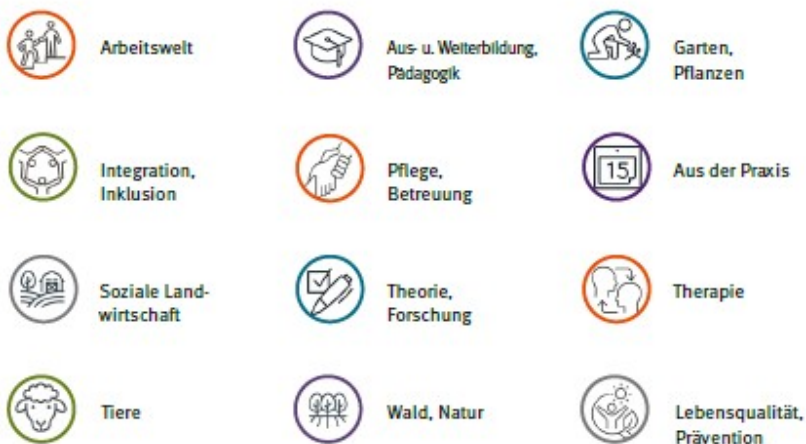 Arbeitswelt
Aus- u. Weiterbildung,
Pädagogik
Garten,
Pflanzen
Integration,
Inklusion
Pflege,
Betreuung
15
Aus der Praxis
Soziale Land-
wirtschaft
Theorie,
Forschung
Therapie
Tiere
Wald, Natur
Lebensqualität,
Prävention